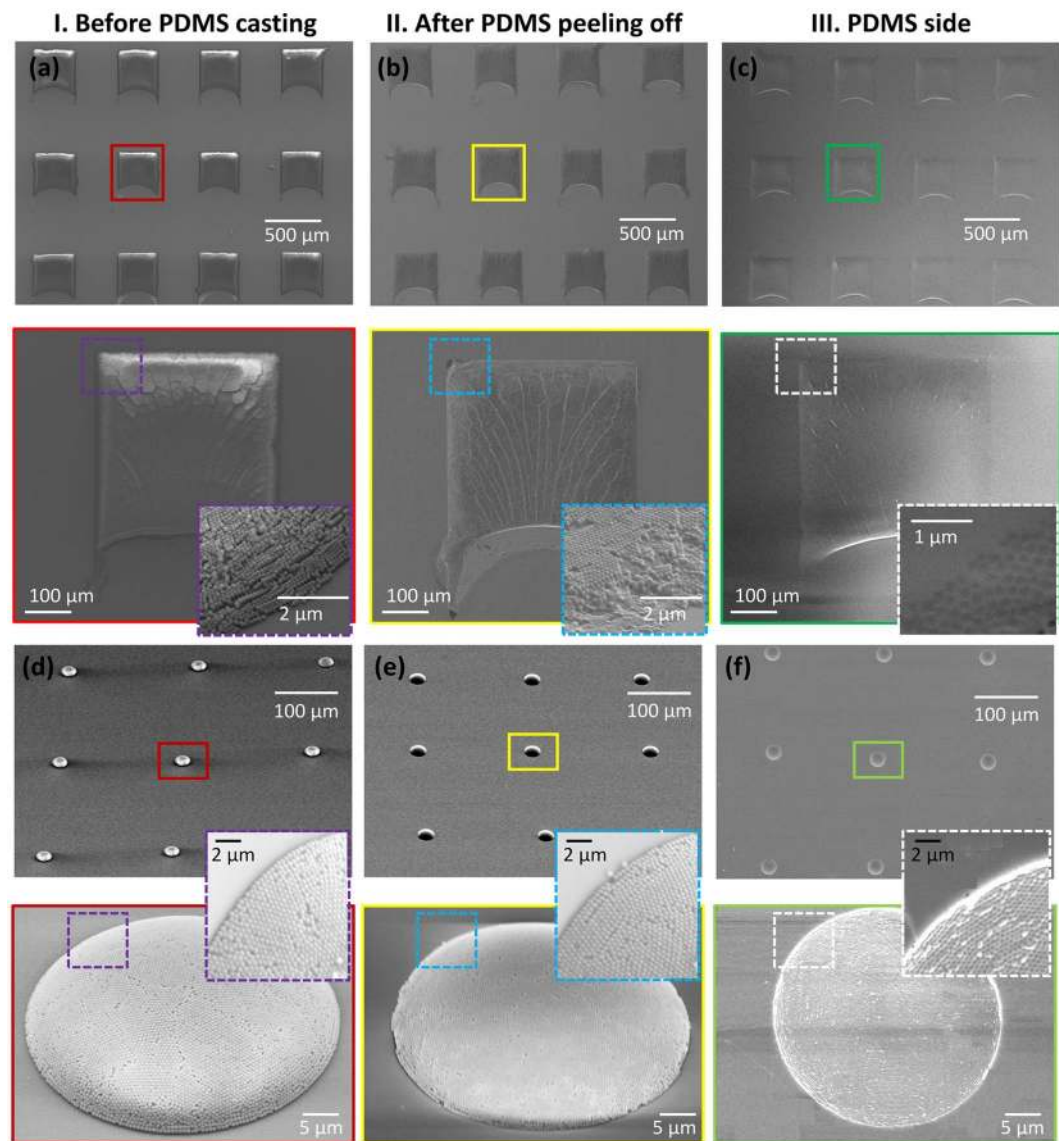 I. Before PDMS casting
II. After PDMS peeling off
III. PDMS side
(a)
500 µm
(b)
500 µm
(c)
500 µm
100 µm
2 µm
100 µm
2 µm
100 µm
1 µm
(d)
100 µm
(e)
100 µm
(f)
100 µm
2 µm
5 µm
2 µm
5 µm
2 µm
5 µm